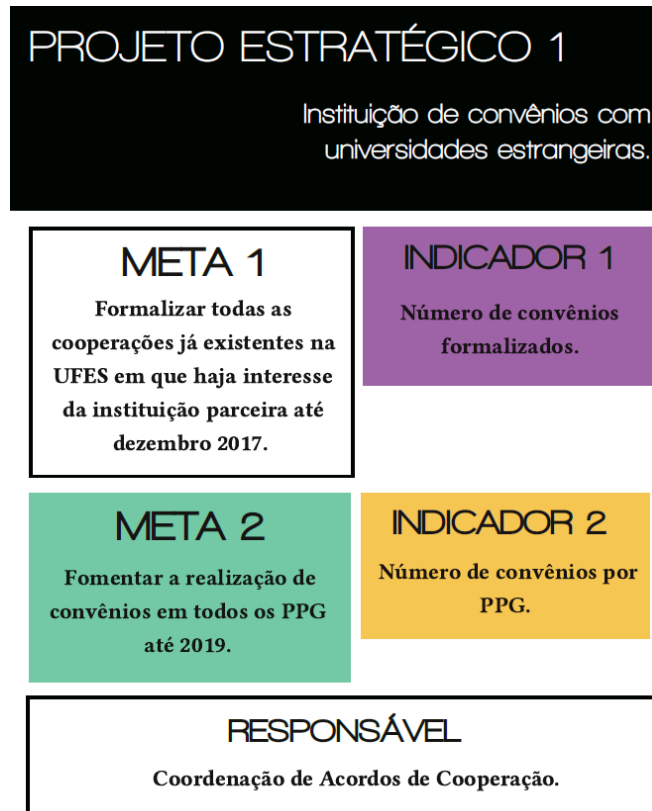 PROJETO ESTRATÉGICO 1
Instituição de convênios com
universidades estrangeiras.
META 1
Formalizar todas as
cooperações já existentes na
UFES em que haja interesse
da instituição parceira até
dezembro 2017.
INDICADOR 1
Número de convênios
formalizados.
META 2
Fomentar a realização de
convênios em todos os PPG
até 2019.
INDICADOR 2
Número de convênios por
PPG.
RESPONSÁVEL
Coordenação de Acordos de Cooperação.